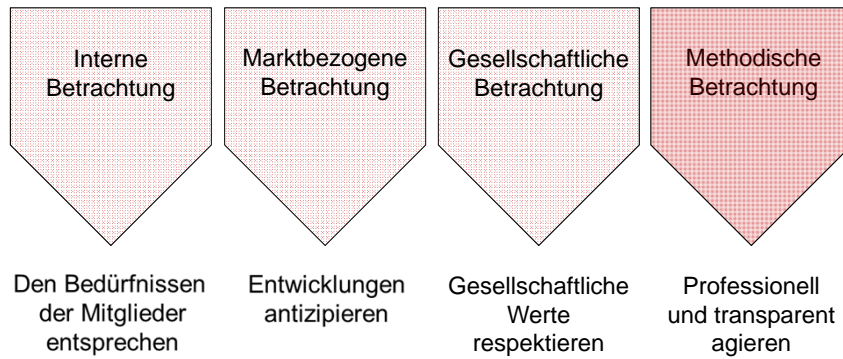 Interne
Betrachtung
Marktbezogene
Betrachtung
Gesellschaftliche
Betrachtung
Methodische
Betrachtung
Den Bedürfnissen
der Mitglieder
entsprechen
Entwicklungen
antizipieren
Gesellschaftliche
Werte
respektieren
Professionell
und transparent
agieren